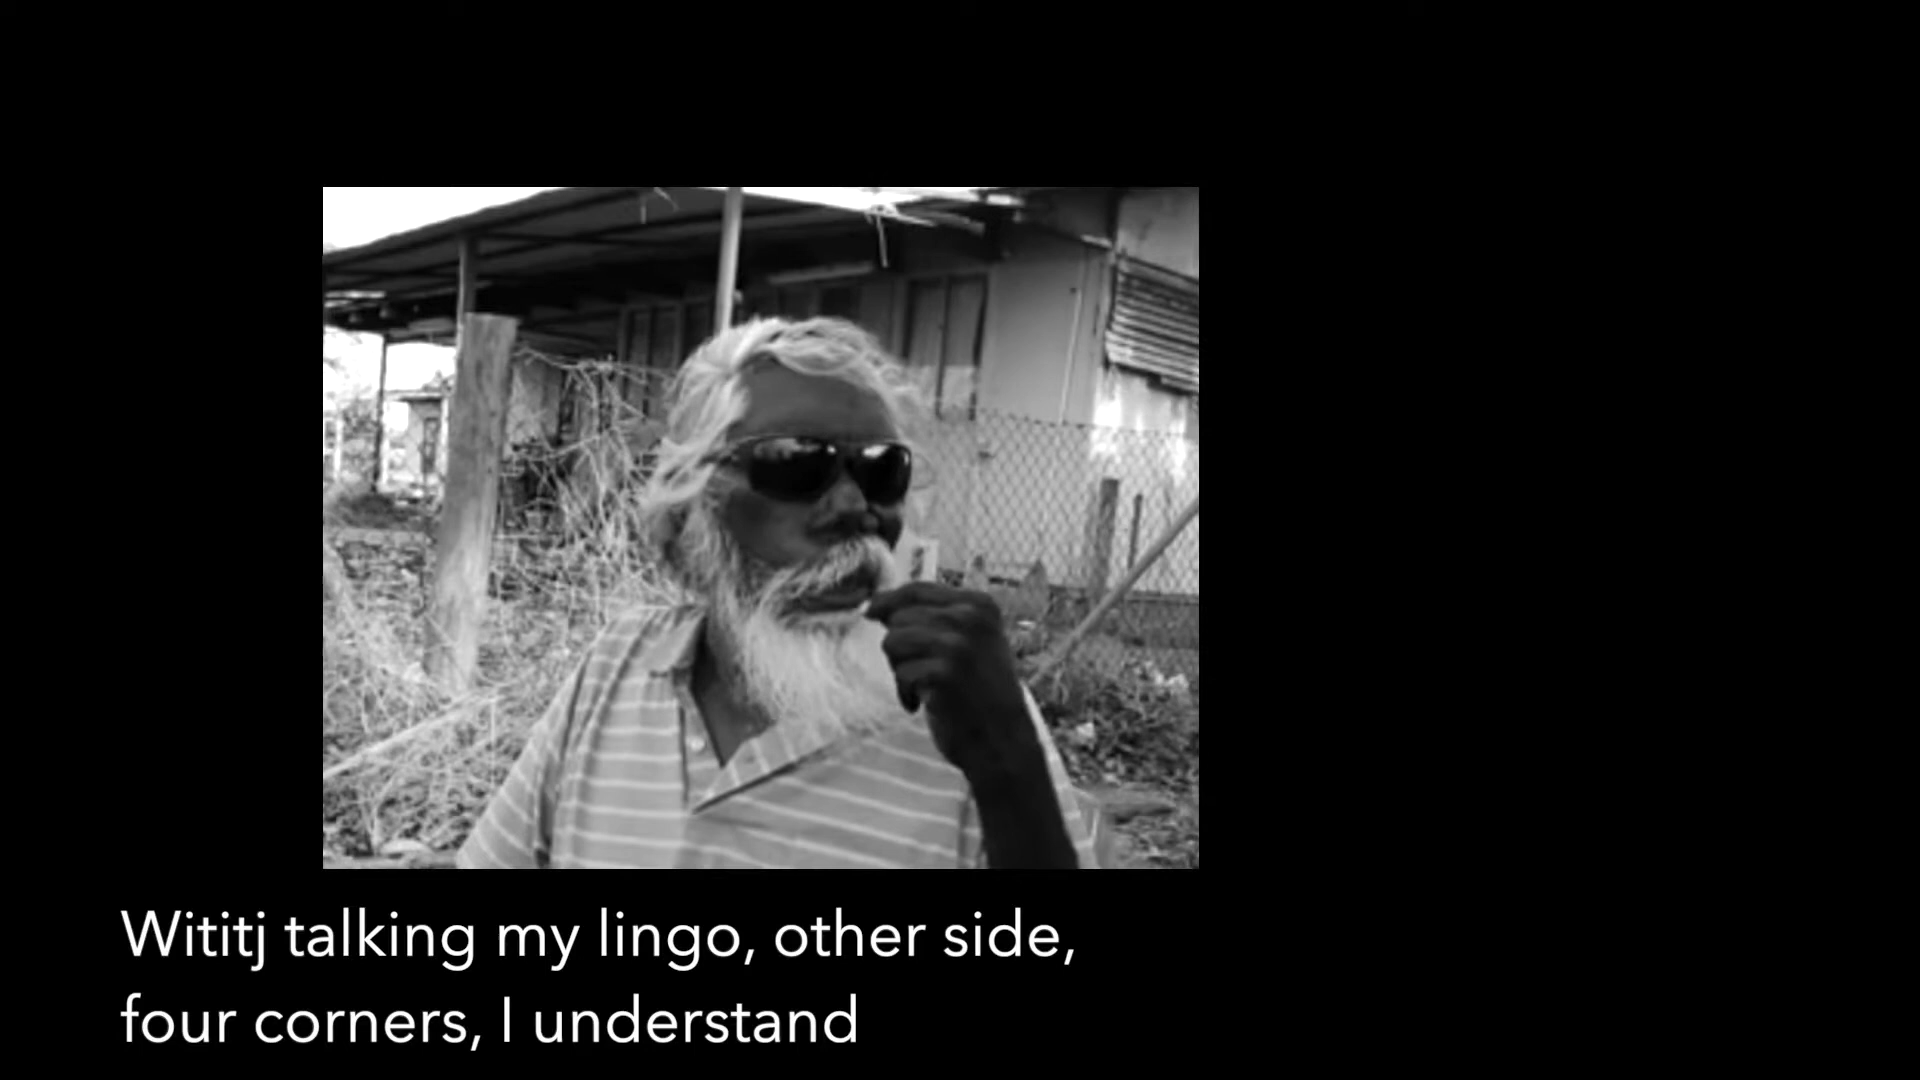 Wititj talking my lingo, other side,
four corners, I understand